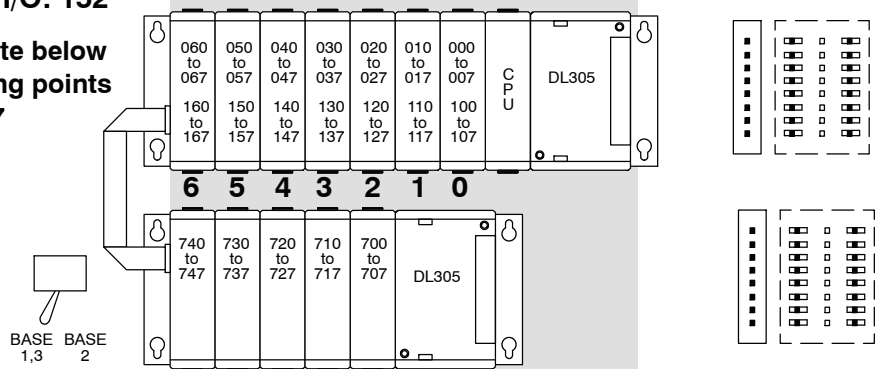 I/O: 152
te below
ng points
060 to 067 160 to 167
050 to 057 150 to 157
040 to 047 140 to 147
030 to 037 130 to 137
020 to 027 120 to 127
010 to 017 110 to 117
000 to 007 100 to 107
CPU
DL305
6 5 4 3 2 1 0
740 to 747
730 to 737
720 to 727
710 to 717
700 to 707
DL305
BASE BASE
1,3 2